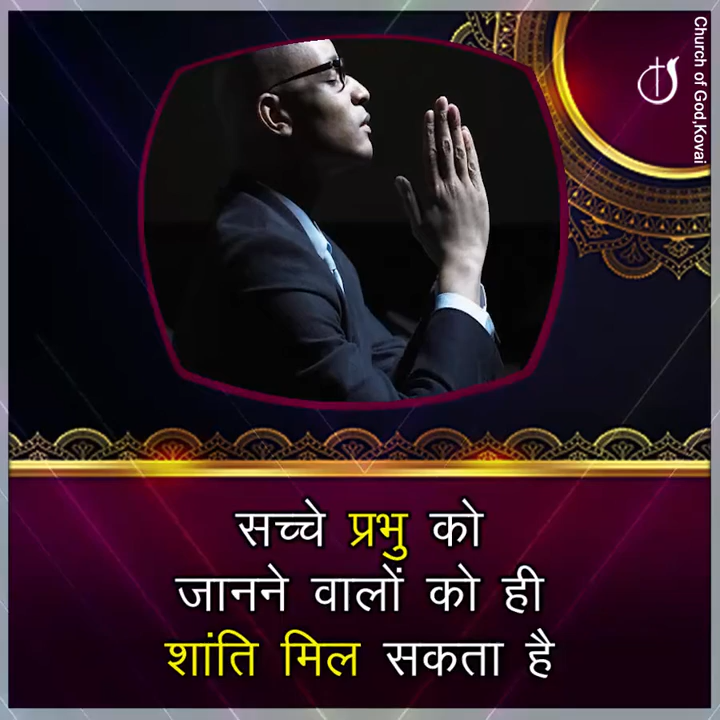 Church of God,Kovai
सच्चे प्रभु को
जानने वालों को ही
शांति मिल सकता है